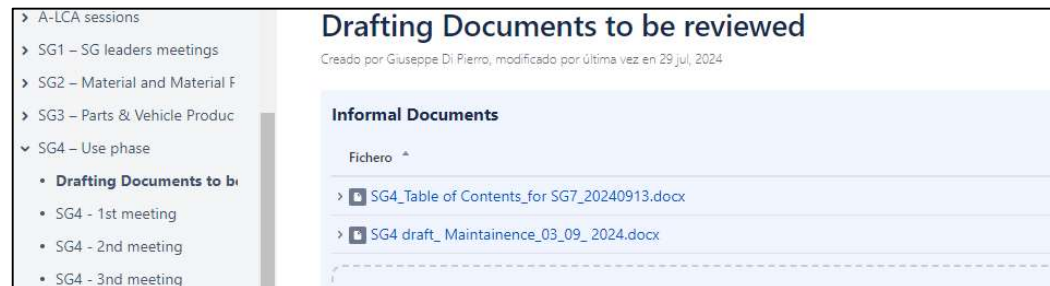 A-LCA sessions
SG1 – SG leaders meetings
SG2 – Material and Material
SG3 – Parts & Vehicle Produc
SG4 – Use phase
Drafting Documents to be
SG4 - 1st meeting
SG4 - 2nd meeting
SG4 - 3nd meeting
Drafting Documents to be reviewed
Creado por Giuseppe Di Pierro, modificado por última vez en 29 jul, 2024
Informal Documents
Fichero
SG4_Table of Contents_for SG7_20240913.docx
SG4 draft_ Maintainence_03_09_ 2024.docx